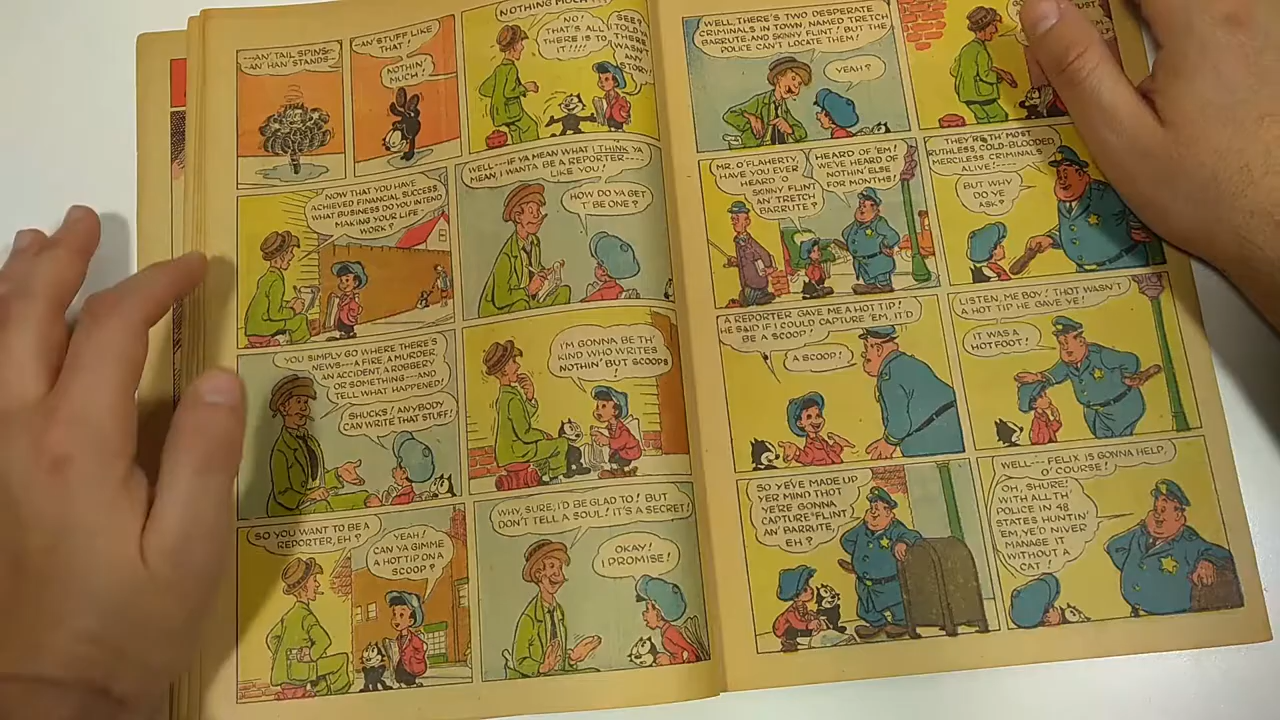 --AN' TAIL SPINS--
-AN' HAN' STANDS--
--AN' STUFF LIKE
THAT!
NOTHIN'
MUCH!
NOTHING MUCH
NO!
THAT'S ALL
THERE IS TO
IT!!!!
SEE?
I TOLD YA
THERE
WASN'T
ANY
STORY!
NOW THAT YOU HAVE
ACHIEVED FINANCIAL SUCCESS,
WHAT BUSINESS DO YOU INTEND
MAKING YOUR LIFE
WORK?
WELL---IF YA MEAN WHAT I THINK YA
MEAN, I WANTA BE A REPORTER----
LIKE YOU!
HOW DO YA GET
T' BE ONE?
YOU SIMPLY GO WHERE THERE'S
NEWS---A FIRE, A MURDER,
AN ACCIDENT, A ROBBERY
OR SOMETHING---AND
TELL WHAT HAPPENED!
SHUCKS! ANYBODY
CAN WRITE THAT STUFF!
I'M GONNA BE TH'
KIND WHO WRITES
NOTHIN' BUT SCOOPS
SO YOU WANT TO BE A
REPORTER, EH?
YEAH!
CAN YA GIMME
A HOT TIP ON A
SCOOP?
WHY, SURE, I'D BE GLAD TO! BUT
DON'T TELL A SOUL! IT'S A SECRET!
OKAY!
I PROMISE!
WELL, THERE'S TWO DESPERATE
CRIMINALS IN TOWN, NAMED TRETCH
BARRUTE-AND SKINNY FLINT! BUT THE
POLICE CAN'T LOCATE THEM!
YEAH?
MR. O'FLAHERTY,
HAVE YOU EVER
HEARD 'O
SKINNY FLINT
AN' TRETCH
BARRUTE?
HEARD OF 'EM!
WE'VE HEARD OF
NOTHIN' ELSE
FOR MONTHS!
THEY'RE TH' MOST
RUTHLESS, COLD-BLOODED,
MERCILESS CRIMINALS
ALIVE!----
BUT WHY
DO YE
ASK?
A REPORTER GAVE ME A HOT TIP!
HE SAID IF I COULD CAPTURE 'EM, IT'D
BE A SCOOP!
A SCOOP!
LISTEN, ME BOY! THOT WASN'T
A HOT TIP HE GAVE YE!
IT WAS A
HOTFOOT!
SO YE'VE MADE UP
YER MIND THOT
YE'RE GONNA
CAPTURE "FLINT
AN' BARRUTE,
EH?
WELL--- FELIX IS GONNA HELP,
O' COURSE!
OH, SHURE!
WITH ALL TH'
POLICE IN 48
STATES HUNTIN'
'EM, YE'D NIVER
MANAGE IT
WITHOUT A
CAT!